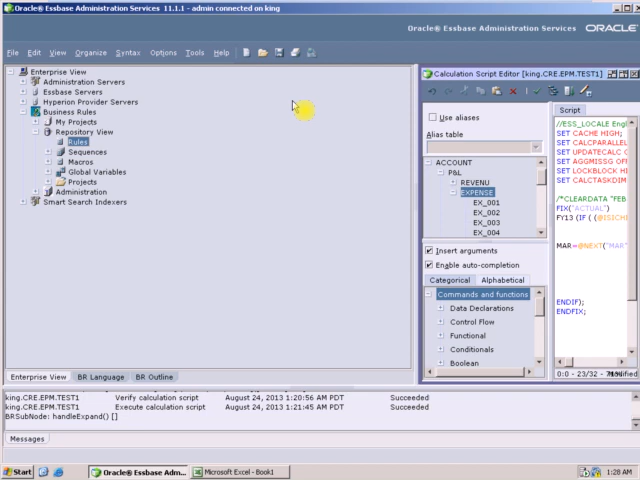 Oracle® Essbase Administration Services 11.1.1 - admin connected on king
Oracle® Essbase Administration Services ORACLE
File Edit View Organize Syntax Options Tools Help
Enterprise View
Administration Servers
Essbase Servers
Hyperion Provider Servers
Business Rules
My Projects
Repository View
Rules
Sequences
Macros
Global Variables
Projects
Administration
Smart Search Indexers
Enterprise View BR Language BR Outline
Calculation Script Editor [king.CRE.EPM.TEST1]
Use aliases
Alias table
ACCOUNT
P&L
REVENU
EXPENSE
EX_001
EX_002
EX_003
EX_004
Insert arguments
Enable auto-completion
Categorical Alphabetical
Commands and functions
Data Declarations
Control Flow
Functional
Conditionals
Boolean
Script
//ESS_LOCALE Engl
SET CACHE HIGH;
SET CALCPARALLEL
SET UPDATECALC O
SET AGGMISSG OF
SET LOCKBLOCK HI
SET CALCTASKDIM
/*CLEARDATA "FEB
FIX("ACTUAL")
FY13 (IF ( (@ISICH
MAR=@NEXT("MAR"
ENDIF);
ENDFIX;
0:0 - 23/32 -
king.CRE.EPM.TEST1 Verify calculation script August 24, 2013 1:20:56 AM PDT Succeeded
king.CRE.EPM.TEST1 Execute calculation script August 24, 2013 1:21:45 AM PDT Succeeded
BRSubNode: handleExpand() []
Messages
Start Oracle® Essbase Adm... Microsoft Excel - Book1 1:28 AM